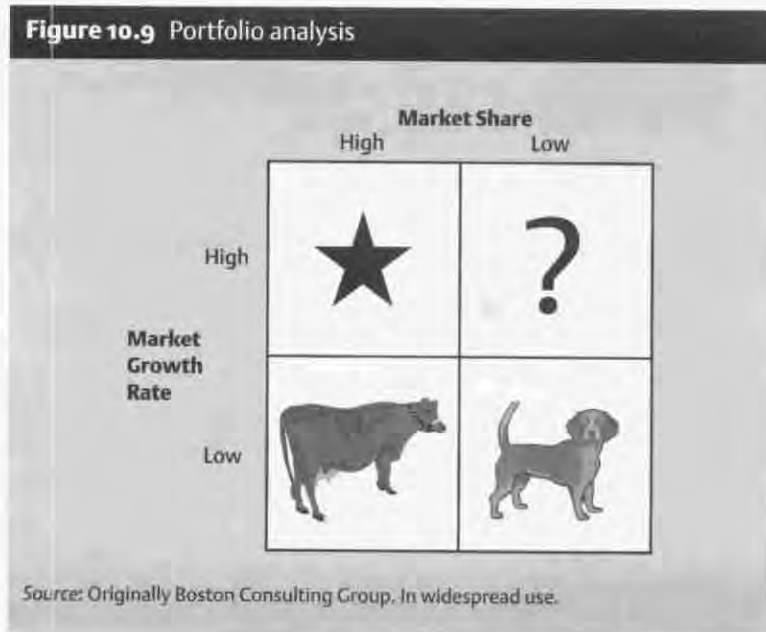 Figure 10.9 Portfolio analysis
Market Share
High Low
High
?
Market
Growth
Rate
Low
Source: Originally Boston Consulting Group. In widespread use.